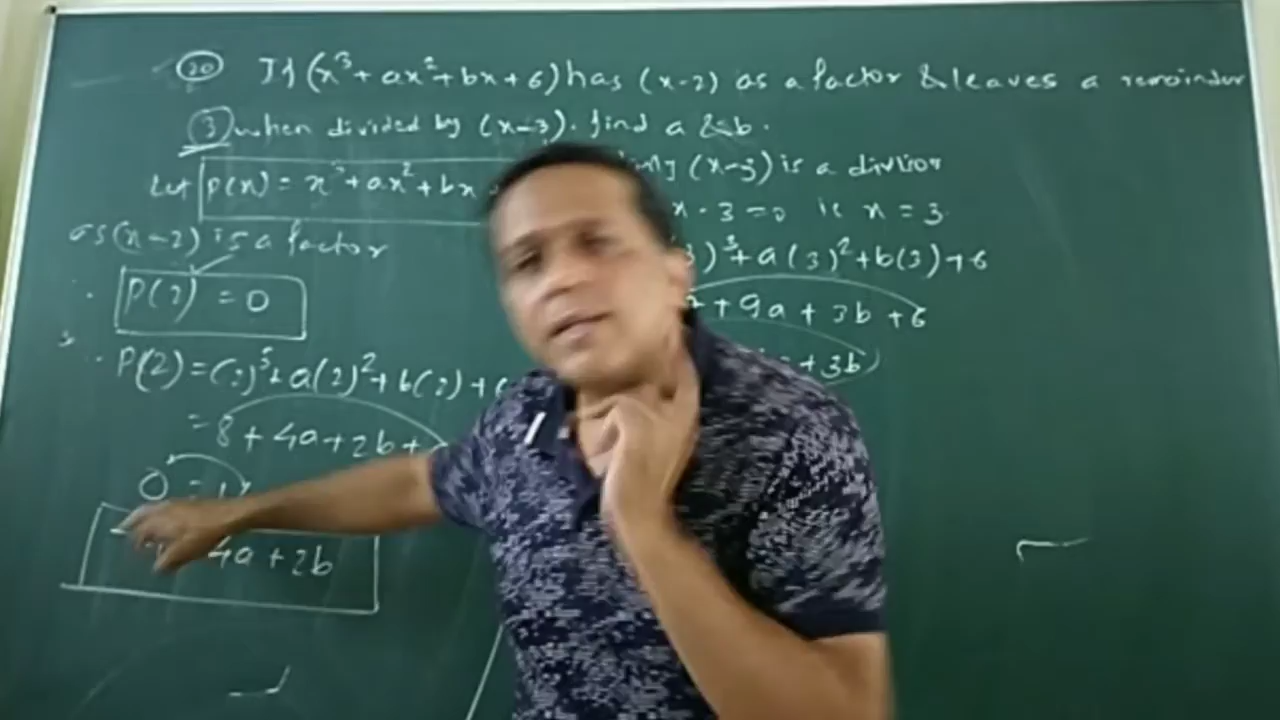 20 If (x³ + ax² + bx + 6) has (x-2) as a factor & leaves a remainder
3 when divided by (x-3). find a & b.
Let P(x) = x³ + ax² + bx
as (x-2) is a factor
P(2) = 0
P(2) = (2)³ + a(2)² + b(2) +
= 8 + 4a + 2b +
0 =
4a + 2b
(x-3) is a divisor
x - 3 = 0 ie x = 3
)³ + a(3)² + b(3) + 6
+ 9a + 3b + 6
+ 3b)